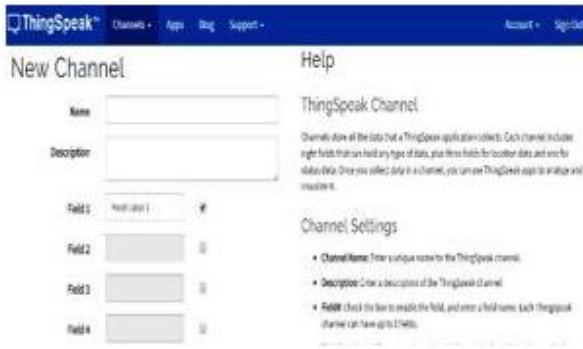 ThingSpeak™ Channels Apps Blog Support Account Sign Out
New Channel
Name
Description
Field 1 Field Label 1
Field 2
Field 3
Field 4
Help
ThingSpeak Channel
Channels store all the data that a ThingSpeak application collects. Each channel includes
eight fields that can hold any type of data, plus three fields for location data and one for
status data. Once you collect data in a channel, you can use ThingSpeak apps to analyze and
visualize it.
Channel Settings
• Channel Name: Enter a unique name for the ThingSpeak channel.
• Description: Enter a description of the ThingSpeak channel.
• Field#: Check the box to enable the field, and enter a field name. Each ThingSpeak
channel can have up to 8 fields.